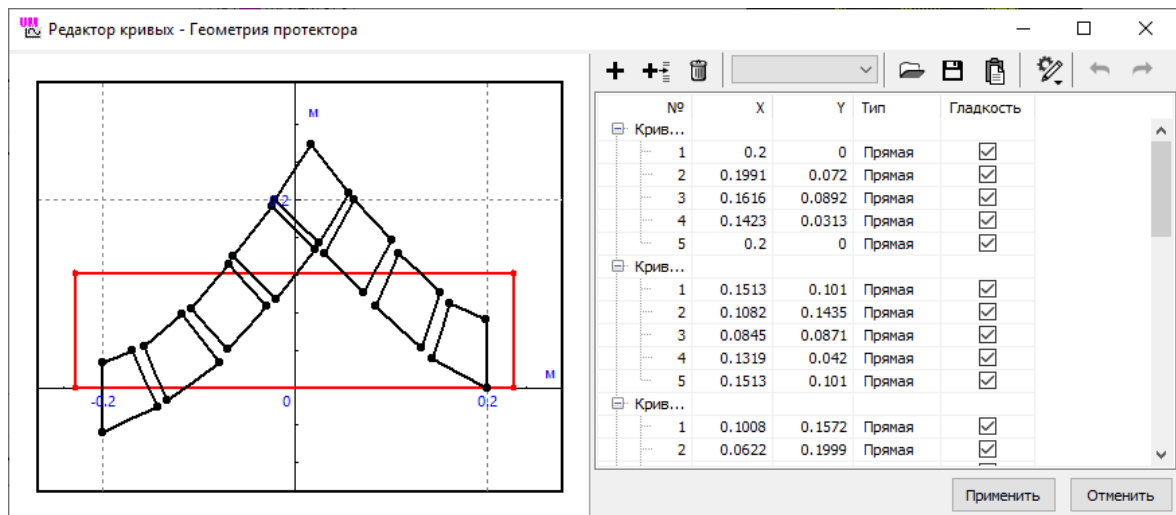 UM
Редактор кривых - Геометрия протектора
м
0.2
м
-0.2
0
0.2
№ X Y Тип Гладкость
Крив...
1 0.2 0 Прямая
2 0.1991 0.072 Прямая
3 0.1616 0.0892 Прямая
4 0.1423 0.0313 Прямая
5 0.2 0 Прямая
Крив...
1 0.1513 0.101 Прямая
2 0.1082 0.1435 Прямая
3 0.0845 0.0871 Прямая
4 0.1319 0.042 Прямая
5 0.1513 0.101 Прямая
Крив...
1 0.1008 0.1572 Прямая
2 0.0622 0.1999 Прямая
Применить Отменить